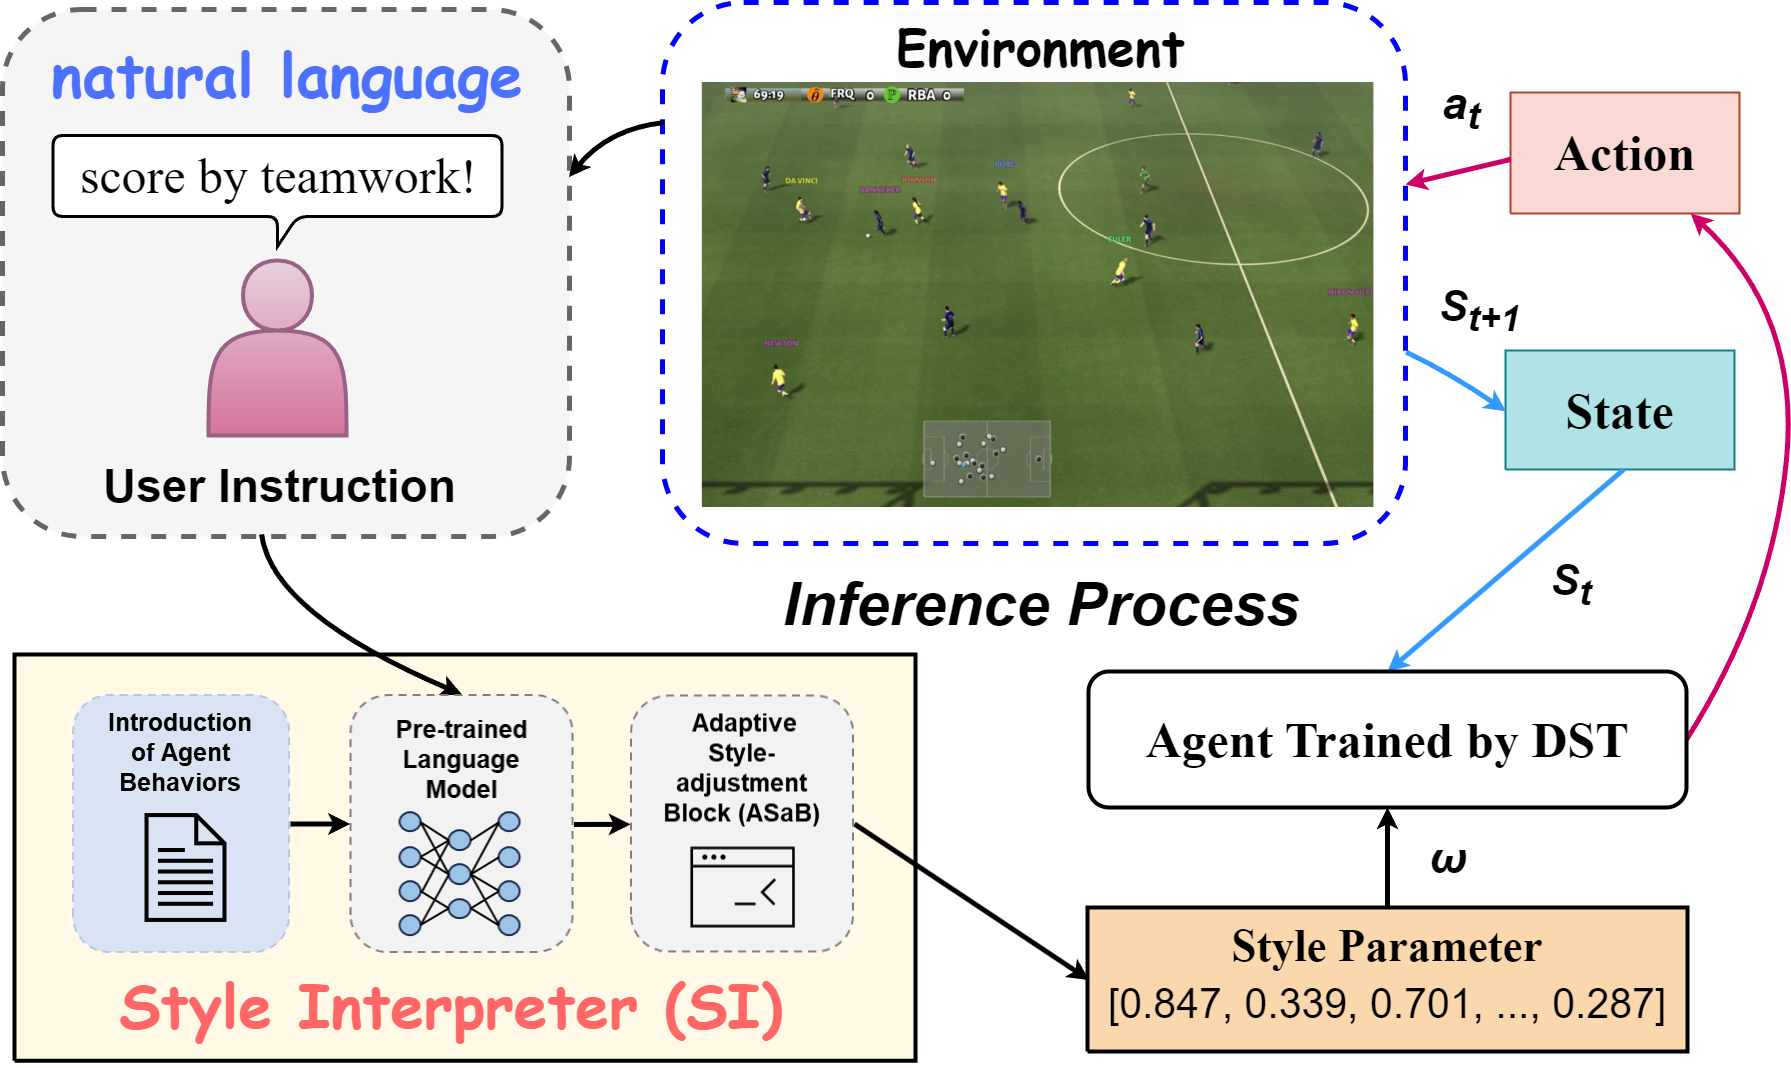 natural language
score by teamwork!
User Instruction
Environment
69:19 FRQ 0 RBA 0
DA VINCI
BANNEKER
JOHNSON
BORG
EULER
NEWTON
a_t
Action
S_{t+1}
State
S_t
Inference Process
Introduction
of Agent
Behaviors
Pre-trained
Language
Model
Adaptive
Style-
adjustment
Block (ASaB)
Style Interpreter (SI)
Agent Trained by DST
ω
Style Parameter
[0.847, 0.339, 0.701, ..., 0.287]